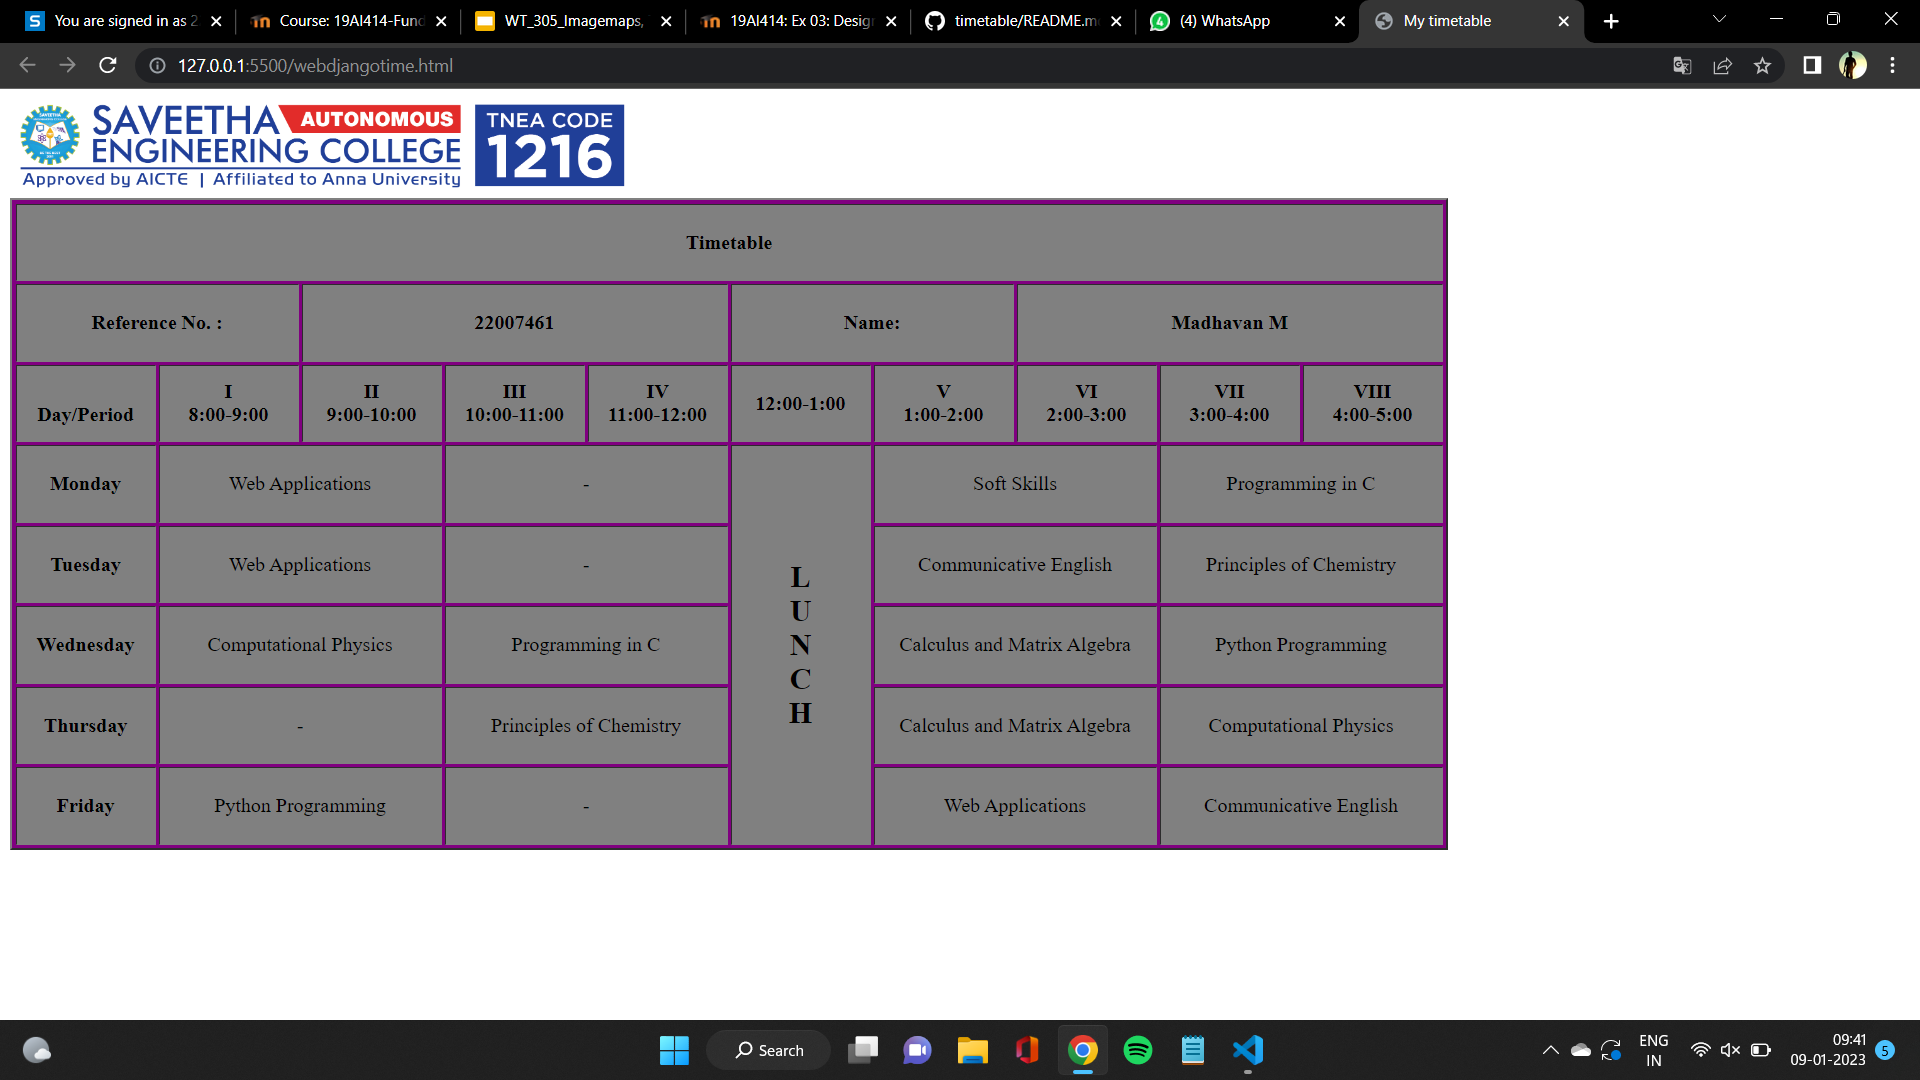 You are signed in as 2
Course: 19AI414-Fund
WT_305_Imagemaps,
19AI414: Ex 03: Desig
timetable/README.m
(4) WhatsApp
My timetable
127.0.0.1:5500/webdjangotime.html
SAVEETHA AUTONOMOUS
ENGINEERING COLLEGE
Approved by AICTE | Affiliated to Anna University
TNEA CODE
1216
Timetable
Reference No. : 22007461 Name: Madhavan M
Day/Period
I
8:00-9:00
II
9:00-10:00
III
10:00-11:00
IV
11:00-12:00
12:00-1:00
V
1:00-2:00
VI
2:00-3:00
VII
3:00-4:00
VIII
4:00-5:00
Monday Web Applications - Soft Skills Programming in C
Tuesday Web Applications - Communicative English Principles of Chemistry
Wednesday Computational Physics Programming in C Calculus and Matrix Algebra Python Programming
Thursday - Principles of Chemistry Calculus and Matrix Algebra Computational Physics
Friday Python Programming - Web Applications Communicative English
L
U
N
C
H
Search
ENG
IN
09:41
09-01-2023
5